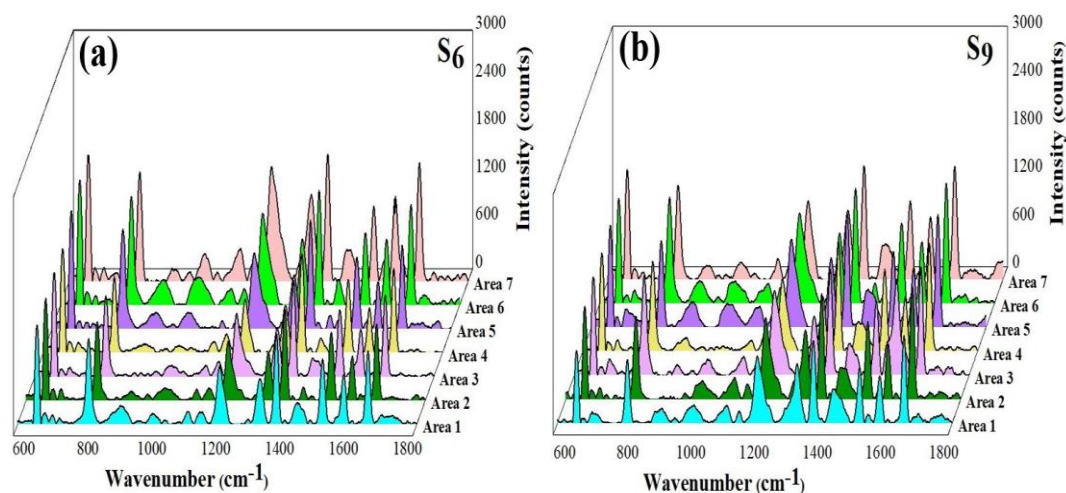 (a)
S6
3000
2400
1800
1200
600
0
Intensity (counts)
Area 7
Area 6
Area 5
Area 4
Area 3
Area 2
Area 1
600 800 1000 1200 1400 1600 1800
Wavenumber (cm-1)
(b)
S9
3000
2400
1800
1200
600
0
Intensity (counts)
Area 7
Area 6
Area 5
Area 4
Area 3
Area 2
Area 1
600 800 1000 1200 1400 1600 1800
Wavenumber (cm-1)